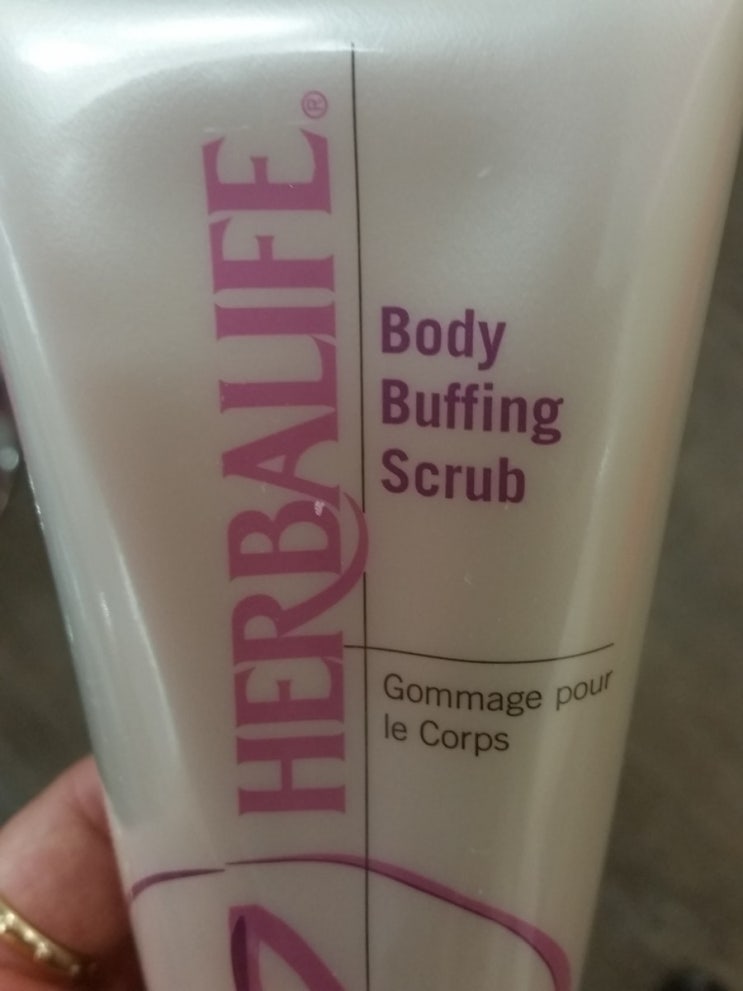 HERBALIFE®
Body
Buffing
Scrub
Gommage pour
le Corps